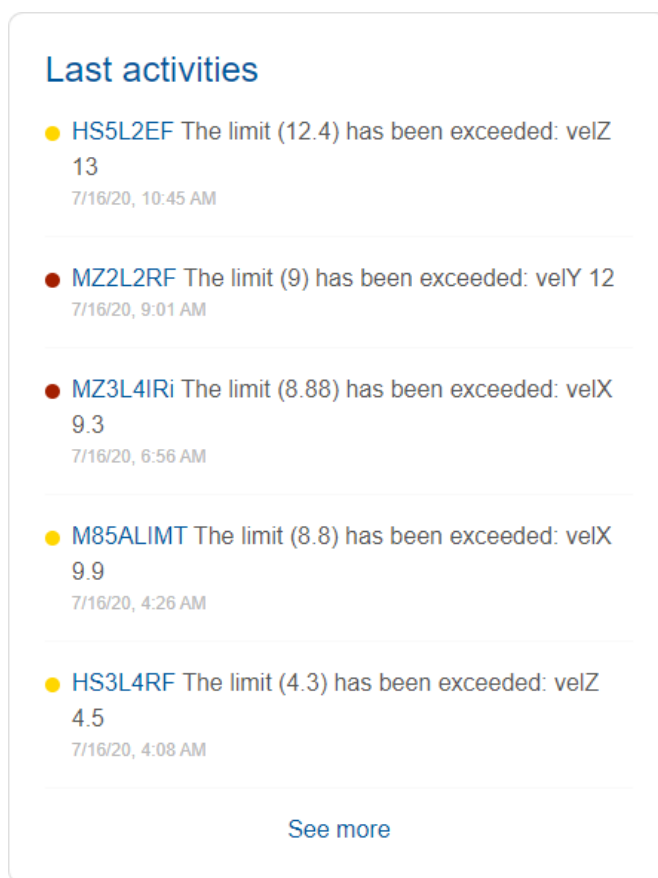 Last activities
HS5L2EF The limit (12.4) has been exceeded: velZ
13
7/16/20, 10:45 AM
MZ2L2RF The limit (9) has been exceeded: velY 12
7/16/20, 9:01 AM
MZ3L4IRi The limit (8.88) has been exceeded: velX
9.3
7/16/20, 6:56 AM
M85ALIMT The limit (8.8) has been exceeded: velX
9.9
7/16/20, 4:26 AM
HS3L4RF The limit (4.3) has been exceeded: velZ
4.5
7/16/20, 4:08 AM
See more